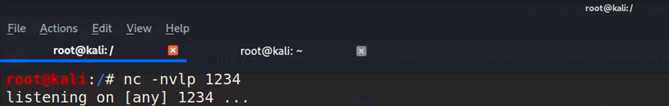 root@kali:/
File Actions Edit View Help
root@kali: / root@kali: ~
root@kali:/# nc -nvlp 1234
listening on [any] 1234 ...